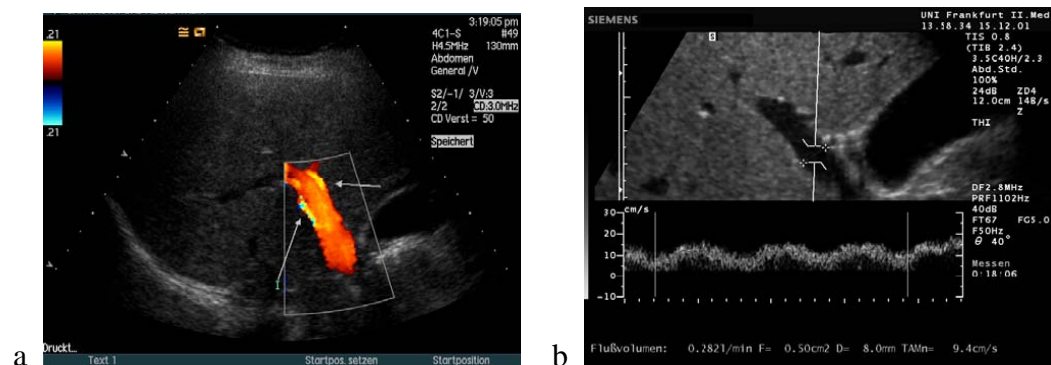 3:19:05 pm
.21
4C1-S #49
H4.5MHz 130mm
Abdomen
General /V
S2/-1/ 3/V:3
2/2 CD:3.0MHz
CD Verst = 50
Speichert
.21
Druckt...
Text 1 Startpos. setzen Startposition
a
SIEMENS
UNI Frankfurt II.Med
13.58.34 15.12.01
TIS 0.8
(TIB 2.4)
3.5C40H/2.3
Abd.Std.
100%
24dB ZD4
12.0cm 14B/s
Z
THI
DF2.8MHz
PRF1102Hz
40dB
FT67 FG5.0
F50Hz
θ 40°
Messen
0:18:06
cm/s
30
20
10
0
-10
Flußvolumen: 0.282l/min F= 0.50cm2 D= 8.0mm TAMn= 9.4cm/s
b